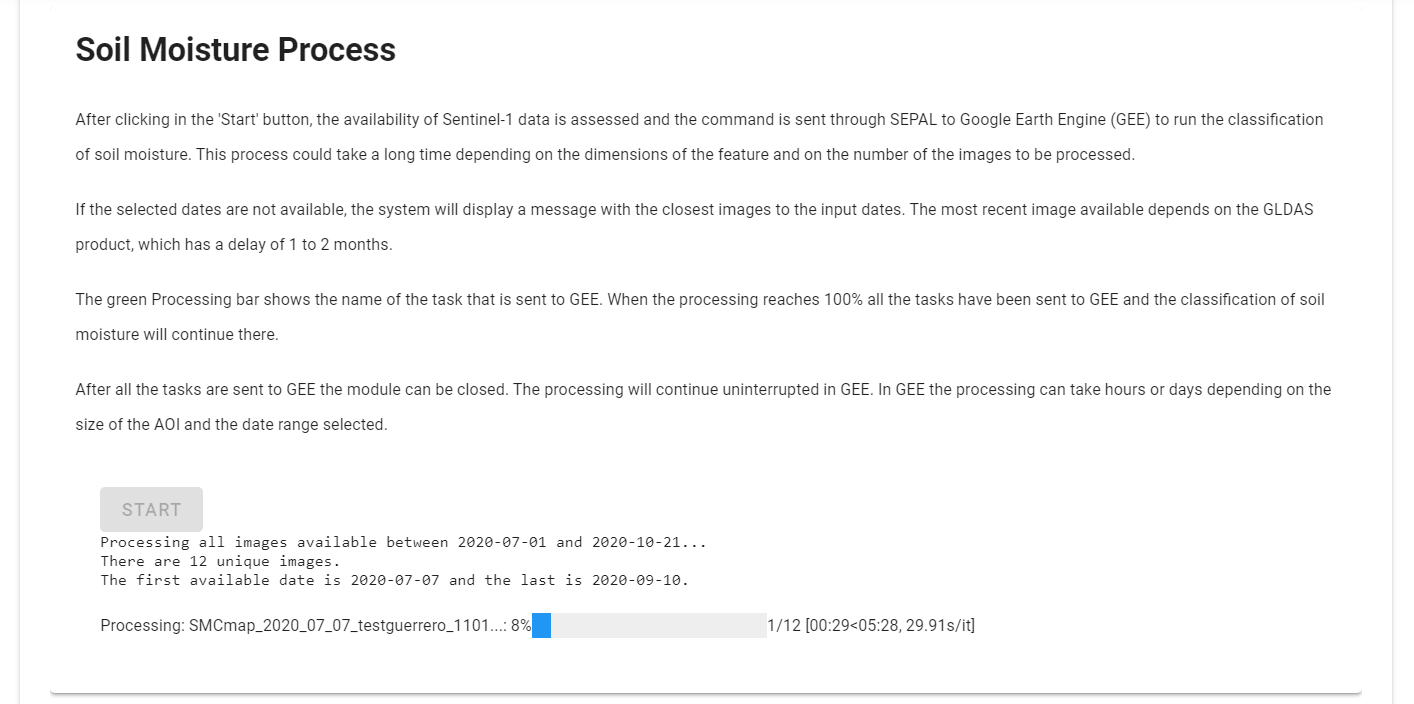 Soil Moisture Process
After clicking in the 'Start' button, the availability of Sentinel-1 data is assessed and the command is sent through SEPAL to Google Earth Engine (GEE) to run the classification
of soil moisture. This process could take a long time depending on the dimensions of the feature and on the number of the images to be processed.
If the selected dates are not available, the system will display a message with the closest images to the input dates. The most recent image available depends on the GLDAS
product, which has a delay of 1 to 2 months.
The green Processing bar shows the name of the task that is sent to GEE. When the processing reaches 100% all the tasks have been sent to GEE and the classification of soil
moisture will continue there.
After all the tasks are sent to GEE the module can be closed. The processing will continue uninterrupted in GEE. In GEE the processing can take hours or days depending on the
size of the AOI and the date range selected.
START
Processing all images available between 2020-07-01 and 2020-10-21...
There are 12 unique images.
The first available date is 2020-07-07 and the last is 2020-09-10.
Processing: SMCmap_2020_07_07_testguerrero_1101...: 8% 1/12 [00:29<05:28, 29.91s/it]